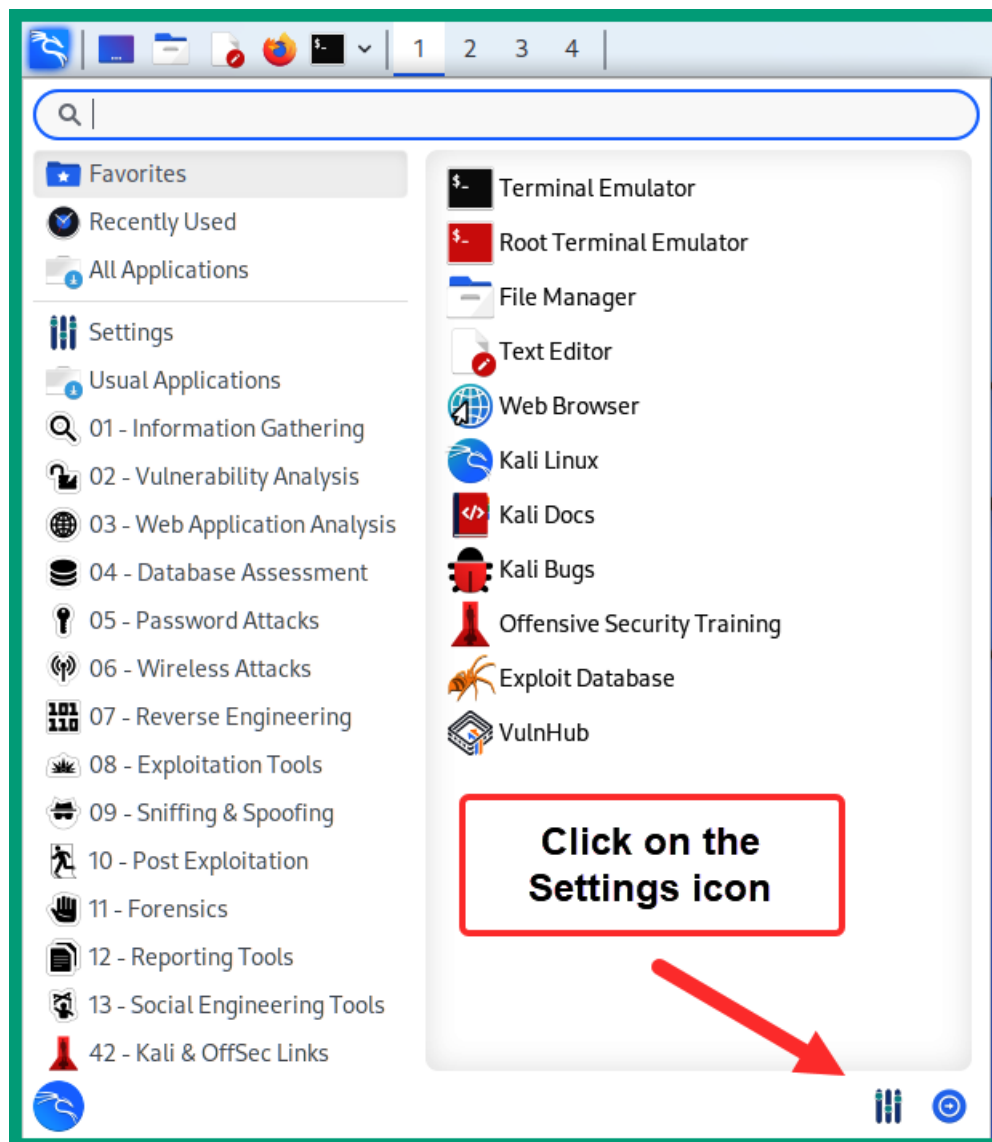 1 2 3 4
Favorites
Recently Used
All Applications
Settings
Usual Applications
01 - Information Gathering
02 - Vulnerability Analysis
03 - Web Application Analysis
04 - Database Assessment
05 - Password Attacks
06 - Wireless Attacks
07 - Reverse Engineering
08 - Exploitation Tools
09 - Sniffing & Spoofing
10 - Post Exploitation
11 - Forensics
12 - Reporting Tools
13 - Social Engineering Tools
42 - Kali & OffSec Links
$_ Terminal Emulator
$_ Root Terminal Emulator
File Manager
Text Editor
Web Browser
Kali Linux
</> Kali Docs
Kali Bugs
Offensive Security Training
Exploit Database
VulnHub
Click on the
Settings icon